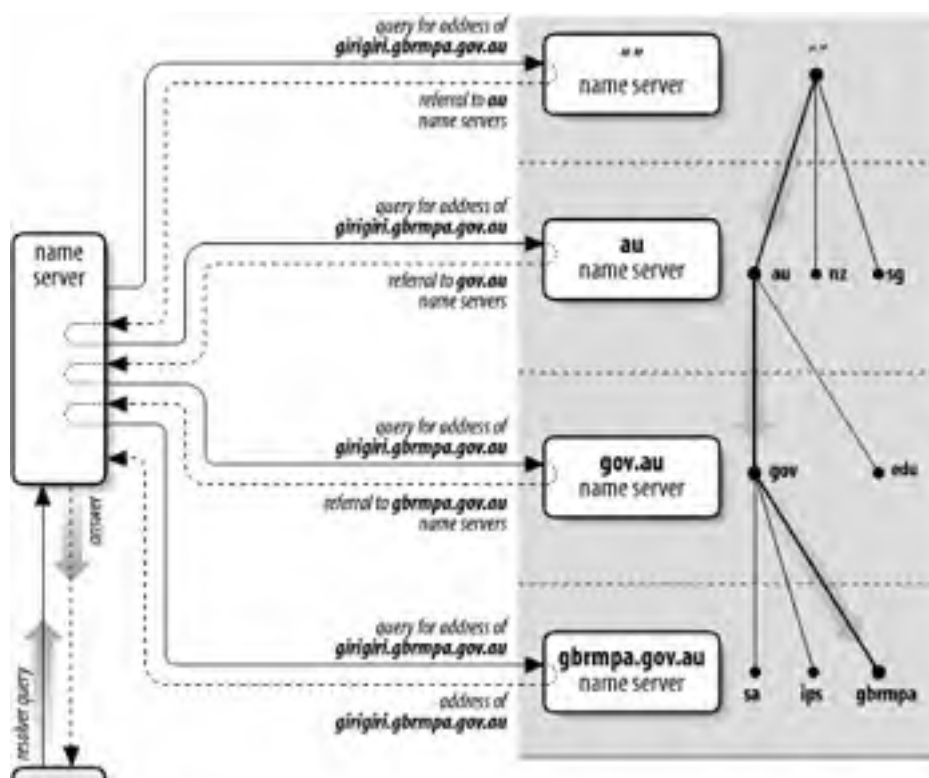 query for address of
girigiri.gbrmpa.gov.au
“ ”
name server
“ ”
referral to au
name servers
query for address of
girigiri.gbrmpa.gov.au
au
name server
au
nz
sg
name
server
referral to gov.au
name servers
query for address of
girigiri.gbrmpa.gov.au
gov.au
name server
gov
edu
referral to gbrmpa.gov.au
name servers
answer
resolver query
query for address of
girigiri.gbrmpa.gov.au
gbrmpa.gov.au
name server
sa
ips
gbrmpa
address of
girigiri.gbrmpa.gov.au